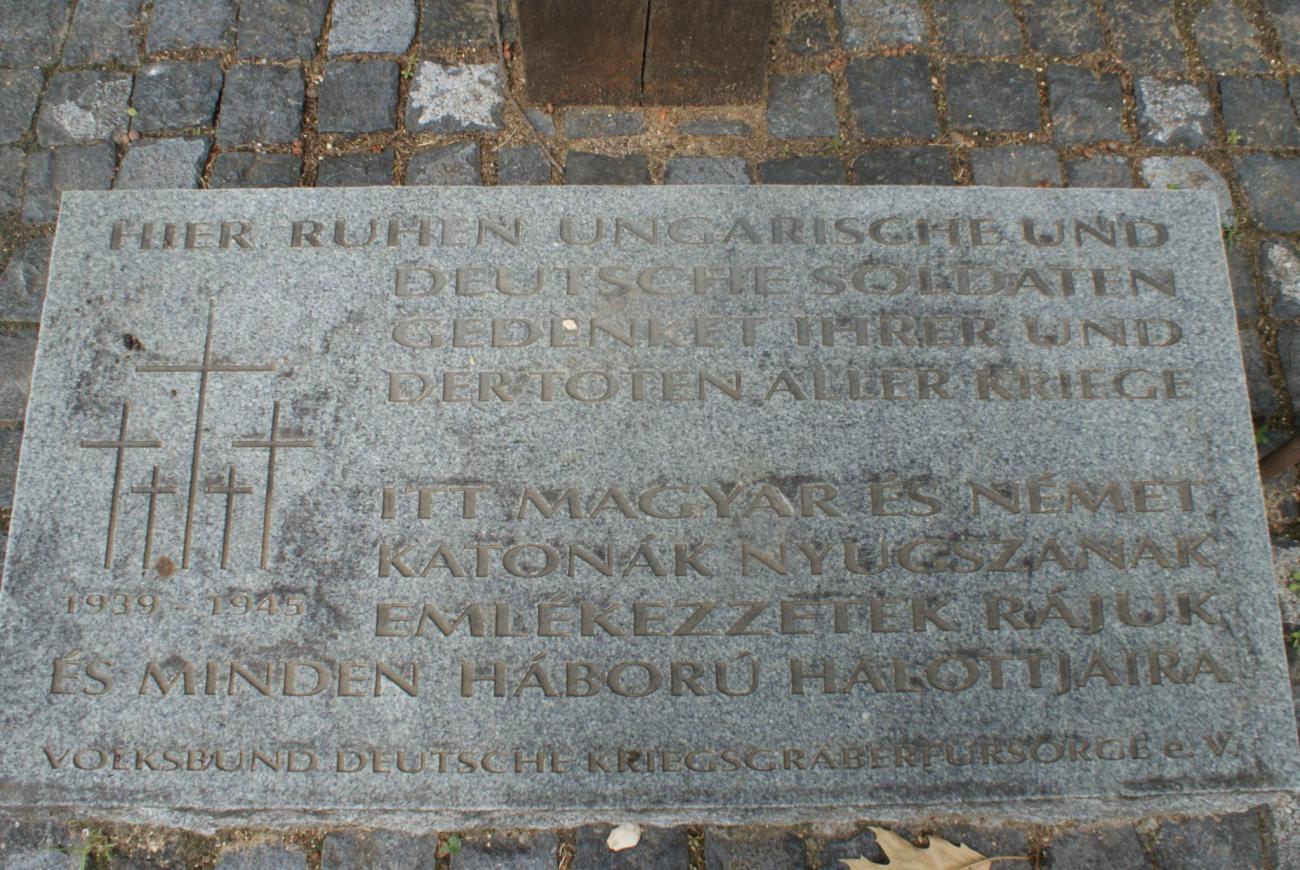 HIER RUHEN UNGARISCHE UND
DEUTSCHE SOLDATEN
GEDENKET IHRER UND
DER TOTEN ALLER KRIEGE
ITT MAGYAR ÉS NÉMET
KATONÁK NYUGSZANAK
EMLÉKEZZETEK RÁJUK
ÉS MINDEN HÁBORÚ HALOTTJAIRA
1939 - 1945
VOLKSBUND DEUTSCHE KRIEGSGRÄBERFÜRSORGE e. V.